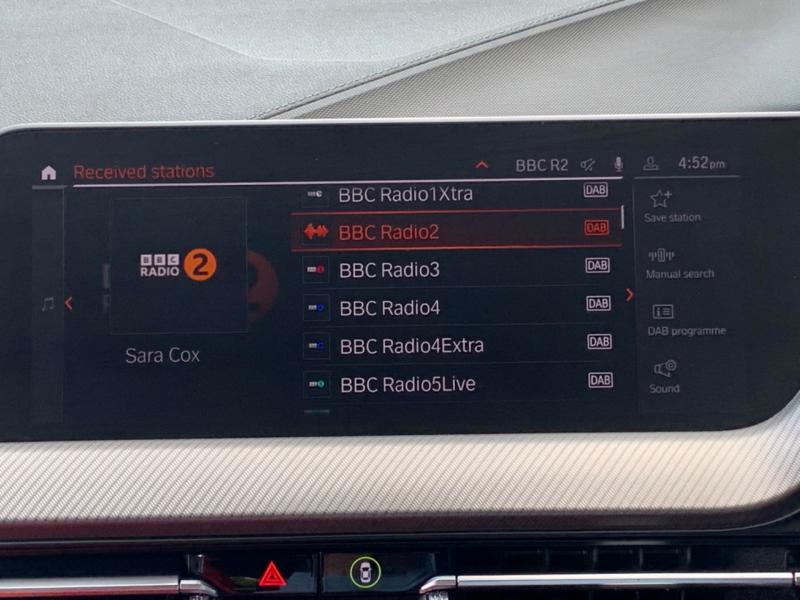 Received stations
BBC R2
4:52pm
BBC Radio1Xtra DAB
BBC Radio2 DAB
BBC Radio3 DAB
BBC Radio4 DAB
BBC Radio4Extra DAB
BBC Radio5Live DAB
BBC
RADIO 2
Sara Cox
Save station
Manual search
DAB programme
Sound